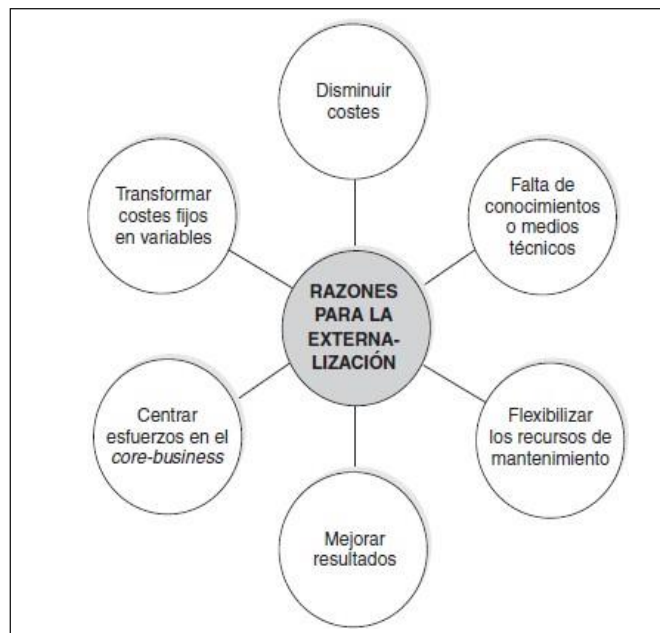 Disminuir
costes
Transformar
costes fijos
en variables
Falta de
conocimientos
o medios
técnicos
RAZONES
PARA LA
EXTERNA-
LIZACIÓN
Centrar
esfuerzos en el
core-business
Flexibilizar
los recursos de
mantenimiento
Mejorar
resultados